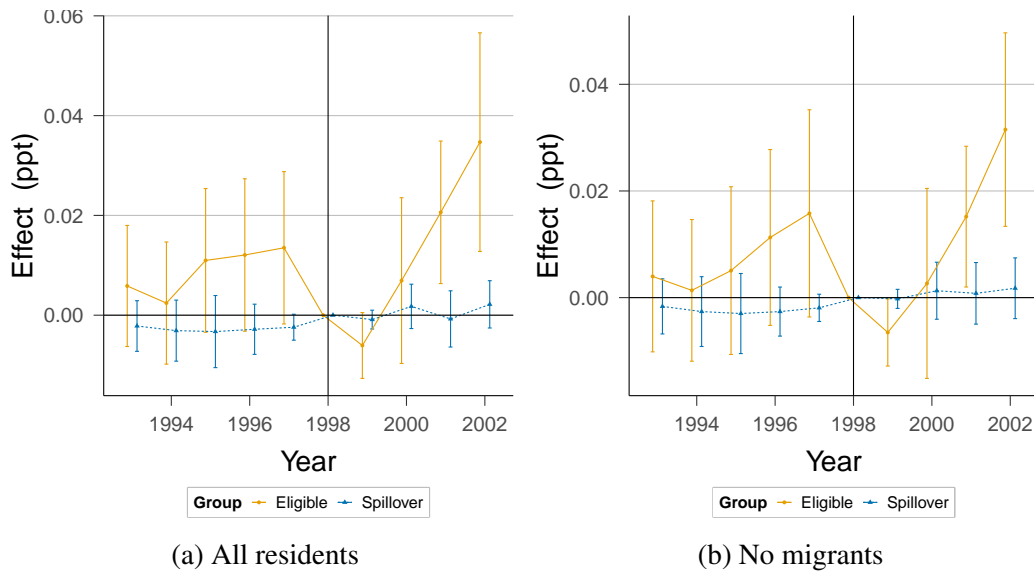 0.06
0.04
0.02
0.00
Effect (ppt)
1994 1996 1998 2000 2002
Year
Group Eligible Spillover
(a) All residents
0.04
0.02
0.00
Effect (ppt)
1994 1996 1998 2000 2002
Year
Group Eligible Spillover
(b) No migrants